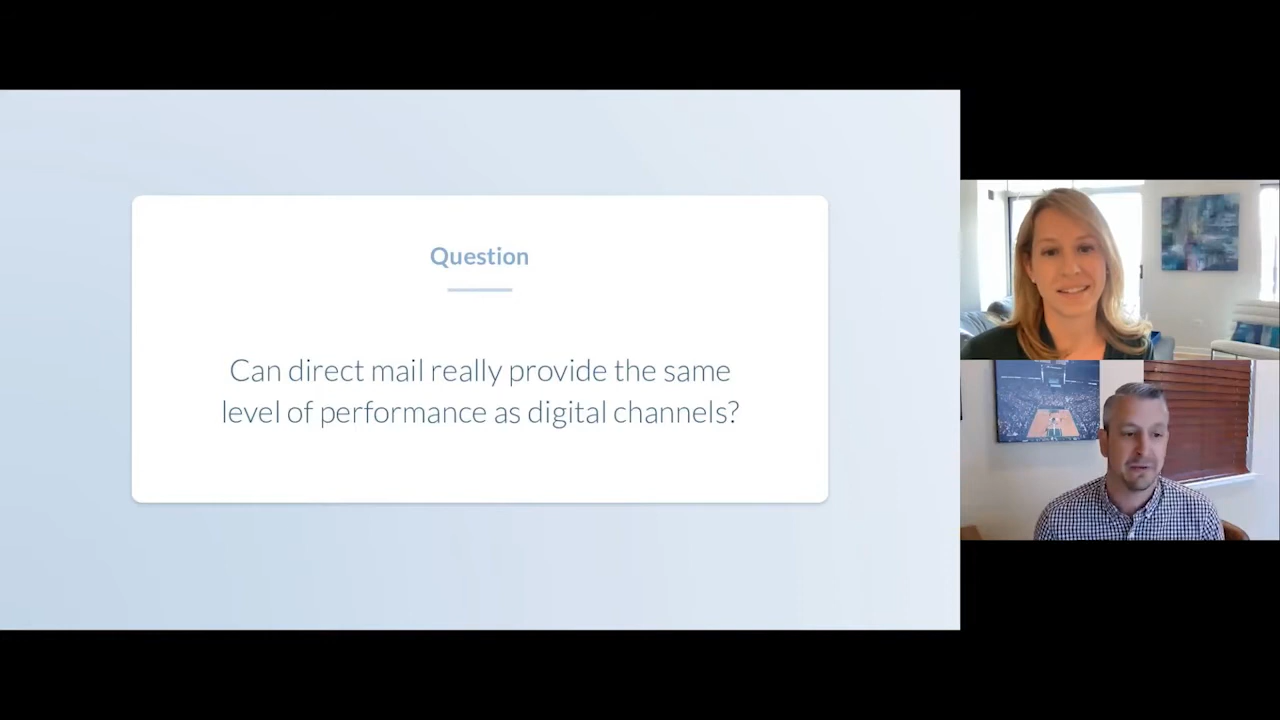 Question
Can direct mail really provide the same
level of performance as digital channels?